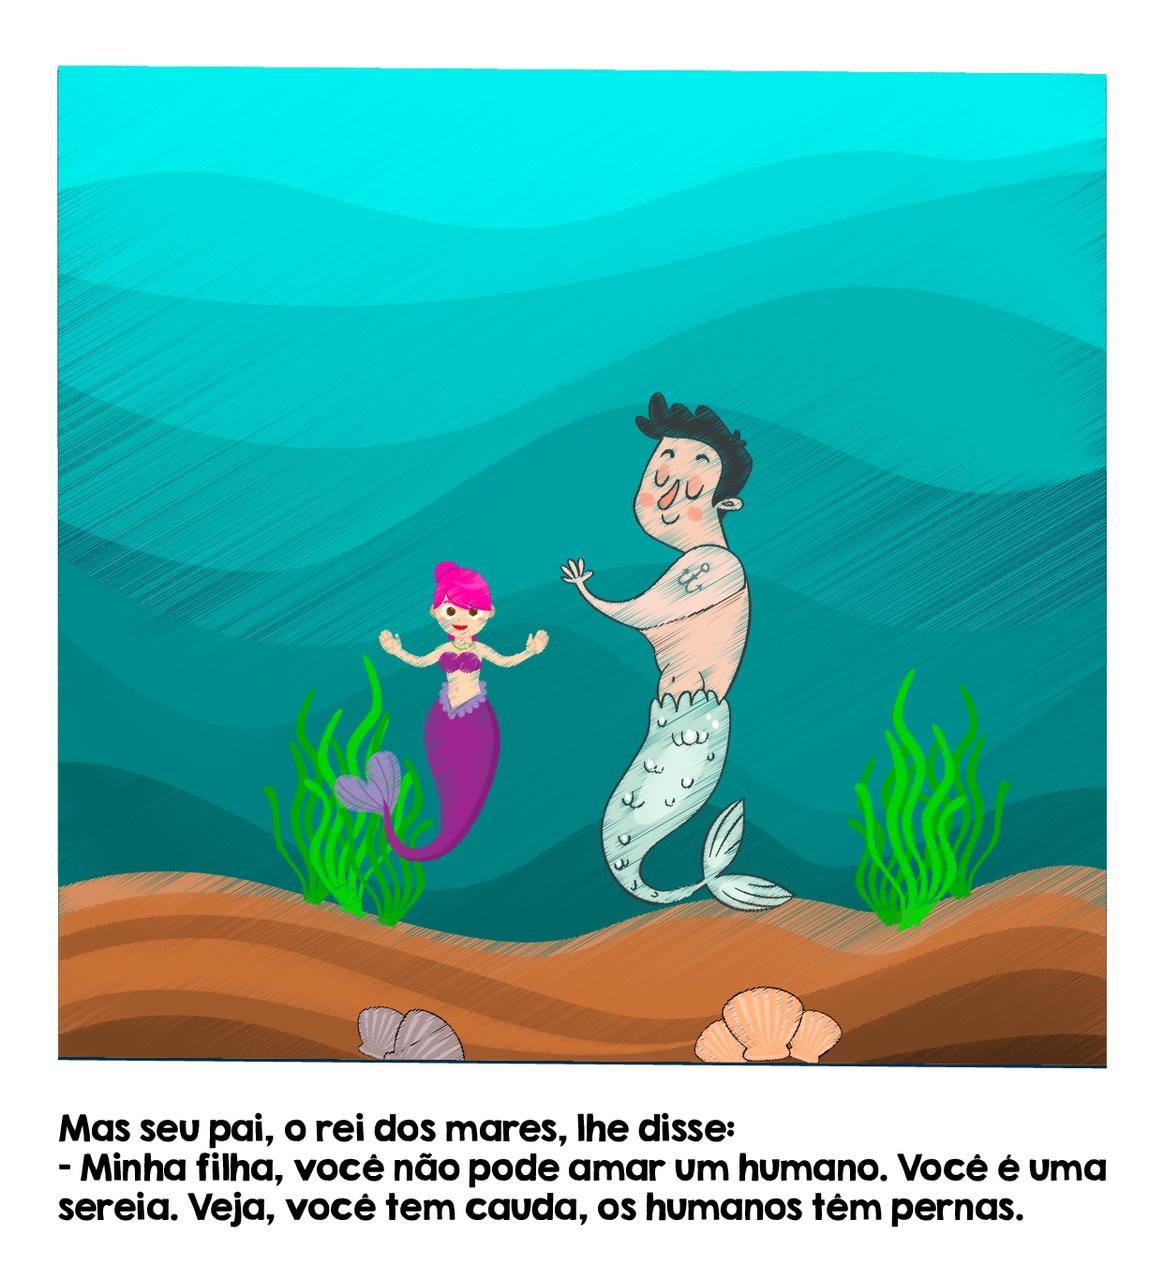 Mas seu pai, o rei dos mares, lhe disse:
- Minha filha, você não pode amar um humano. Você é uma
sereia. Veja, você tem cauda, os humanos têm pernas.